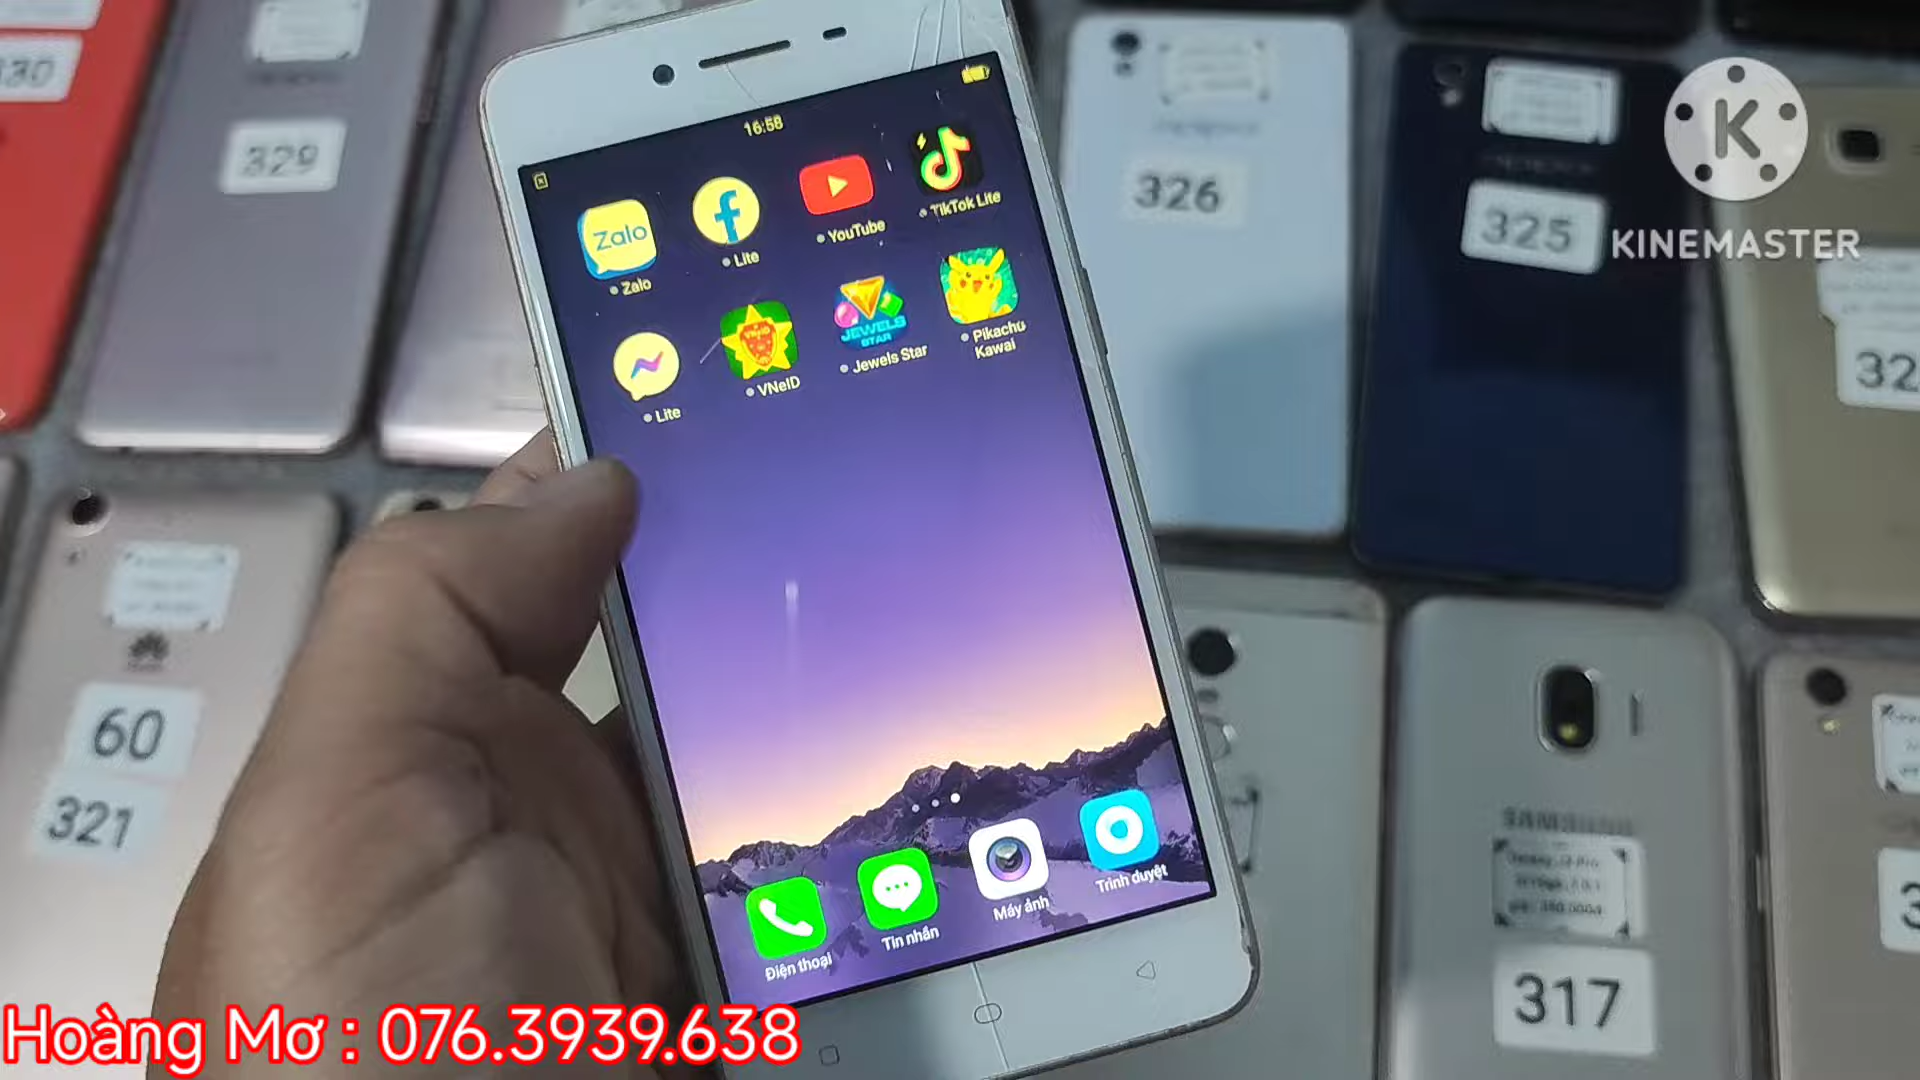 330
329
326
325
32
KINEMASTER
16:58
Zalo
Zalo
Lite
YouTube
TikTok Lite
Lite
VNeID
JEWELS
STAR
Jewels Star
Pikachu
Kawai
Điện thoại
Tin nhắn
Máy ảnh
Trình duyệt
60
321
SAMSUNG
317
3
Hoàng Mơ : 076.3939.638